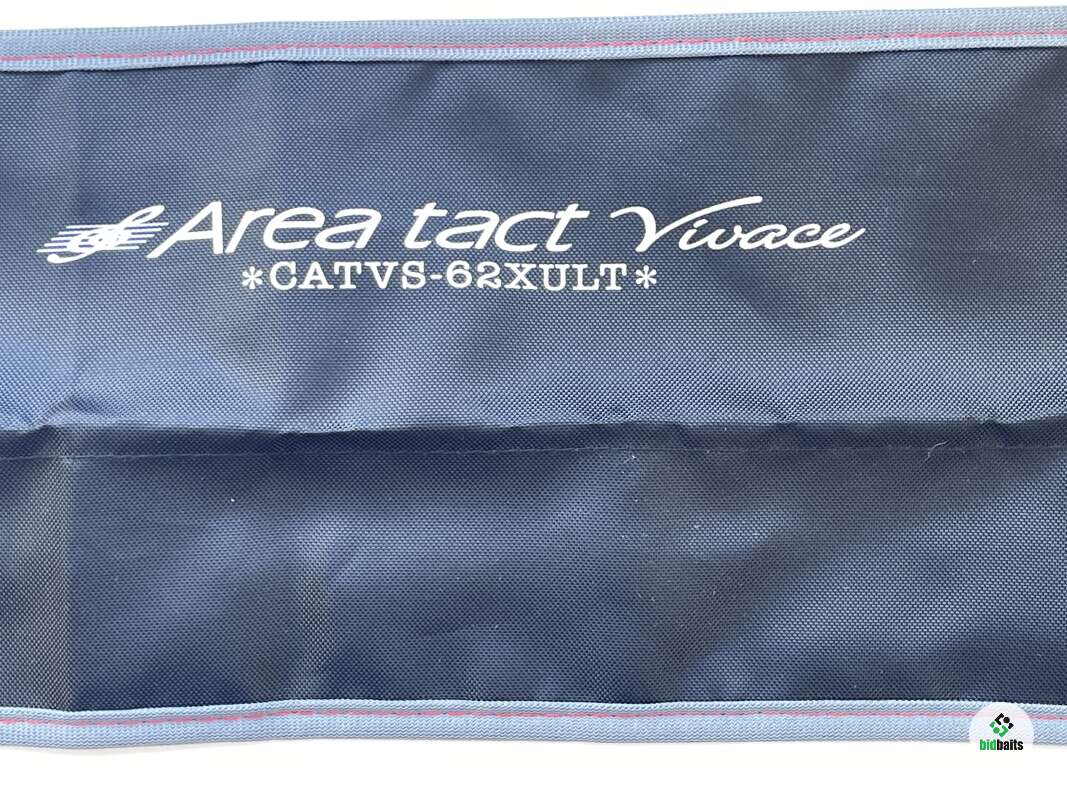 Area tact Vivace
*CATVS-62XULT*
bidbaits